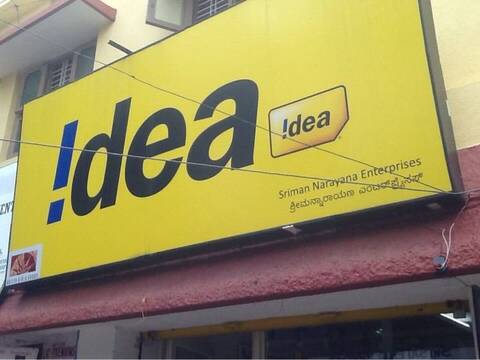 !dea
!dea
Sriman Narayana Enterprises
ಶ್ರೀಮನ್ನಾರಾಯಣ ಎಂಟರ್‌ಪ್ರೈಸಸ್